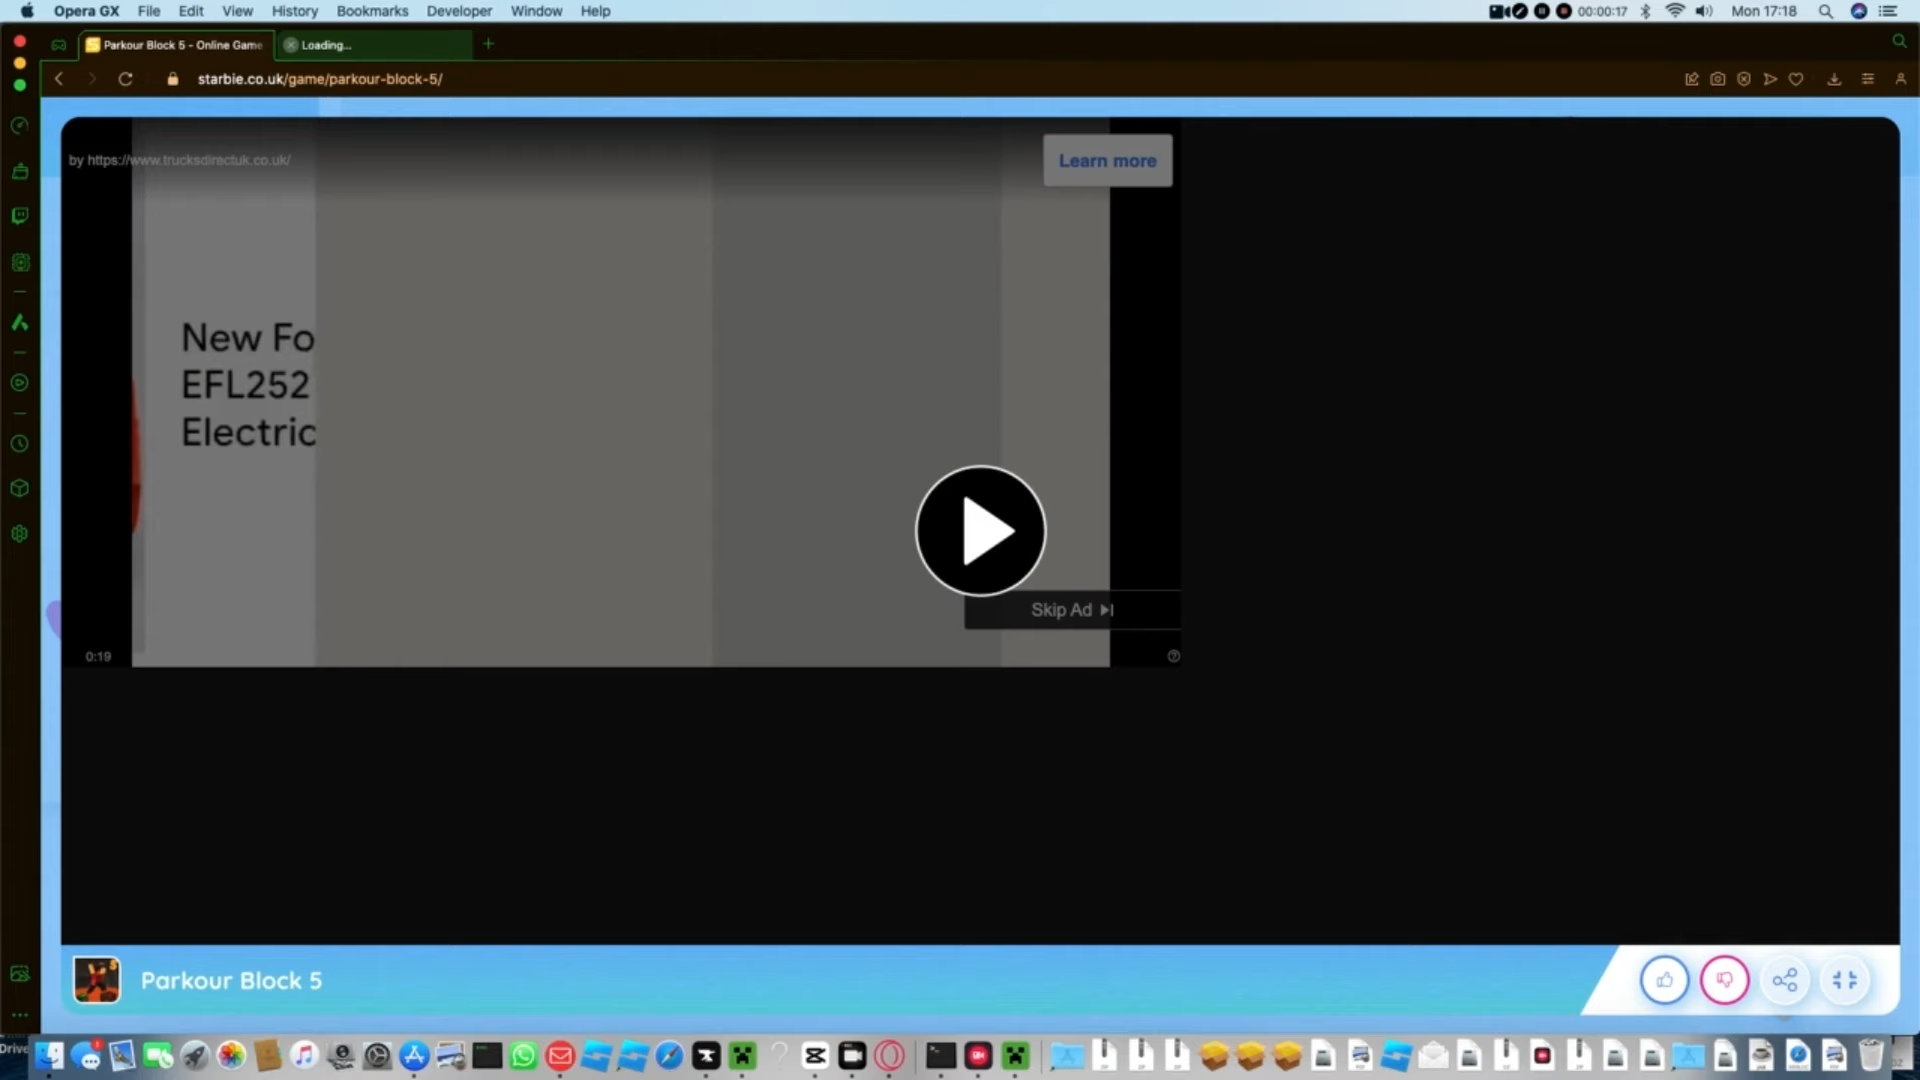 Opera GX File Edit View History Bookmarks Developer Window Help 00:00:17 Mon 17:18
Parkour Block 5 - Online Game
Loading...
starbie.co.uk/game/parkour-block-5/
by https://www.trucksdirectuk.co.uk/
Learn more
New Fo
EFL252
Electric
Skip Ad
0:19
Parkour Block 5
Drive